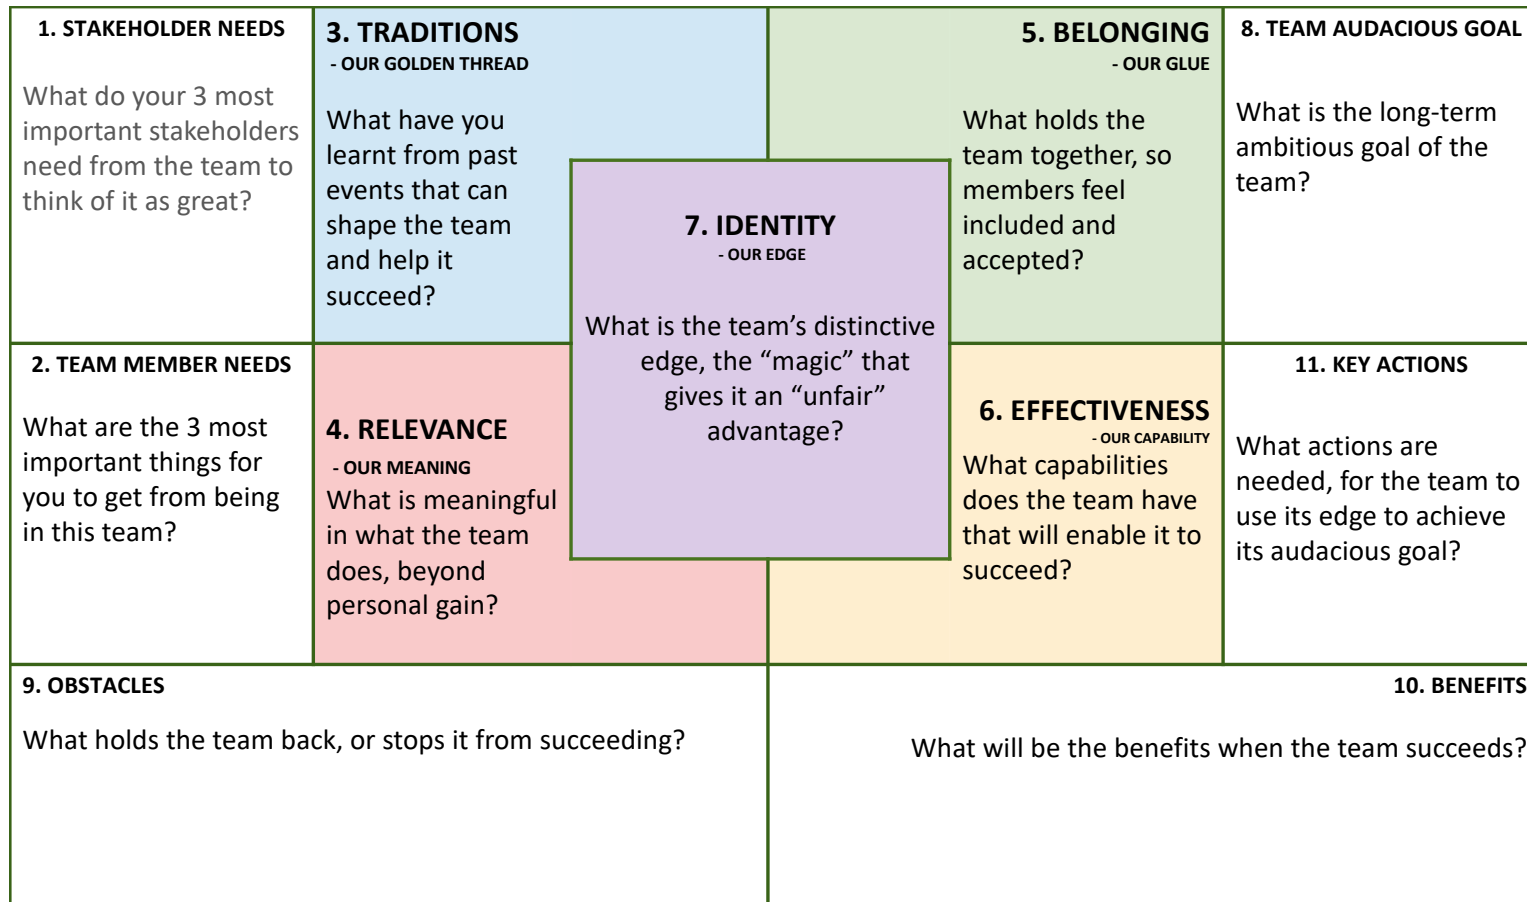 1. STAKEHOLDER NEEDS
What do your 3 most
important stakeholders
need from the team to
think of it as great?
2. TEAM MEMBER NEEDS
What are the 3 most
important things for
you to get from being
in this team?
3. TRADITIONS
- OUR GOLDEN THREAD
What have you
learnt from past
events that can
shape the team
and help it
succeed?
4. RELEVANCE
- OUR MEANING
What is meaningful
in what the team
does, beyond
personal gain?
5. BELONGING
- OUR GLUE
What holds the
team together, so
members feel
included and
accepted?
6. EFFECTIVENESS
- OUR CAPABILITY
What capabilities
does the team have
that will enable it to
succeed?
7. IDENTITY
- OUR EDGE
What is the team’s distinctive
edge, the “magic” that
gives it an “unfair”
advantage?
8. TEAM AUDACIOUS GOAL
What is the long-term
ambitious goal of the
team?
9. OBSTACLES
What holds the team back, or stops it from succeeding?
10. BENEFITS
What will be the benefits when the team succeeds?
11. KEY ACTIONS
What actions are
needed, for the team to
use its edge to achieve
its audacious goal?